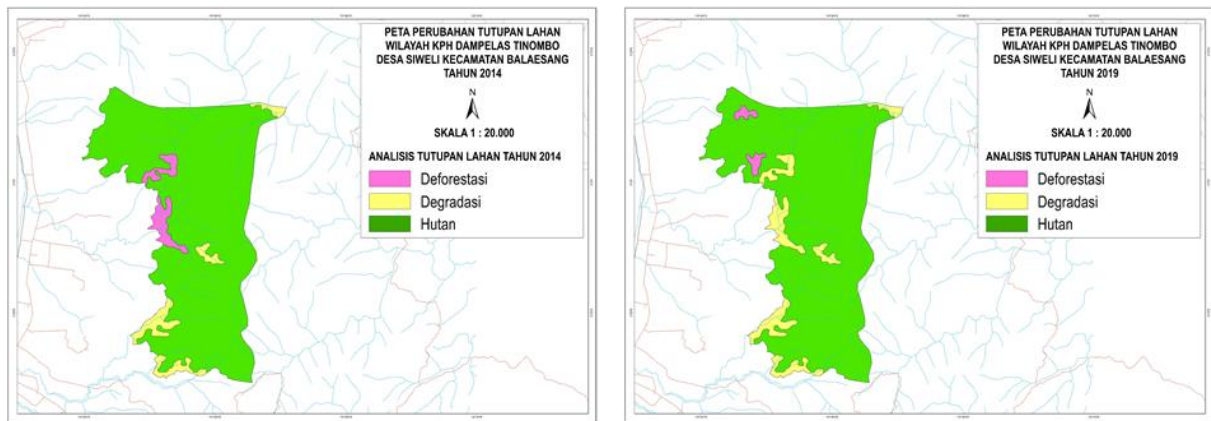 PETA PERUBAHAN TUTUPAN LAHAN
WILAYAH KPH DAMPELAS TINOMBO
DESA SIWELI KECAMATAN BALAESANG
TAHUN 2014
N
SKALA 1 : 20.000
ANALISIS TUTUPAN LAHAN TAHUN 2014
Deforestasi
Degradasi
Hutan
PETA PERUBAHAN TUTUPAN LAHAN
WILAYAH KPH DAMPELAS TINOMBO
DESA SIWELI KECAMATAN BALAESANG
TAHUN 2019
N
SKALA 1 : 20.000
ANALISIS TUTUPAN LAHAN TAHUN 2019
Deforestasi
Degradasi
Hutan